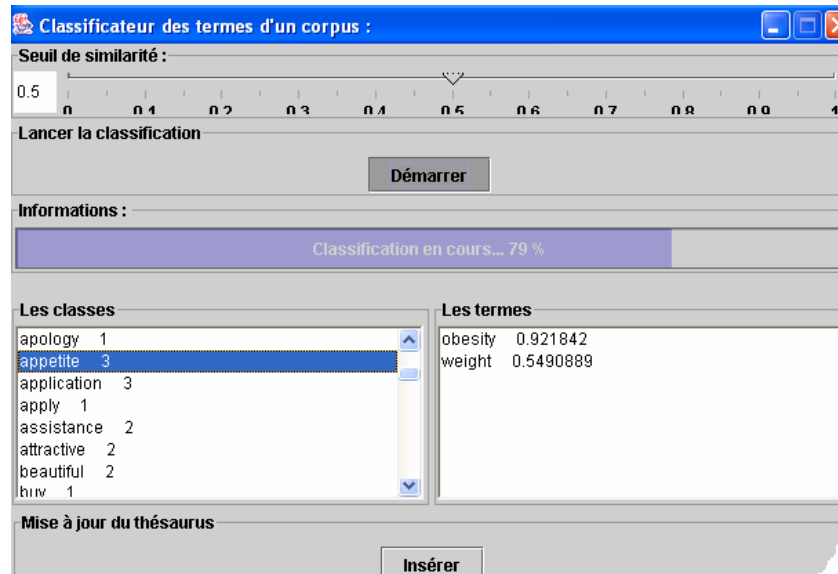 Classificateur des termes d'un corpus :
Seuil de similarité :
0.5
0 0.1 0.2 0.3 0.4 0.5 0.6 0.7 0.8 0.9 1
Lancer la classification
Démarrer
Informations :
Classification en cours... 79 %
Les classes
apology 1
appetite 3
application 3
apply 1
assistance 2
attractive 2
beautiful 2
buy 1
Les termes
obesity 0.921842
weight 0.5490889
Mise à jour du thésaurus
Insérer